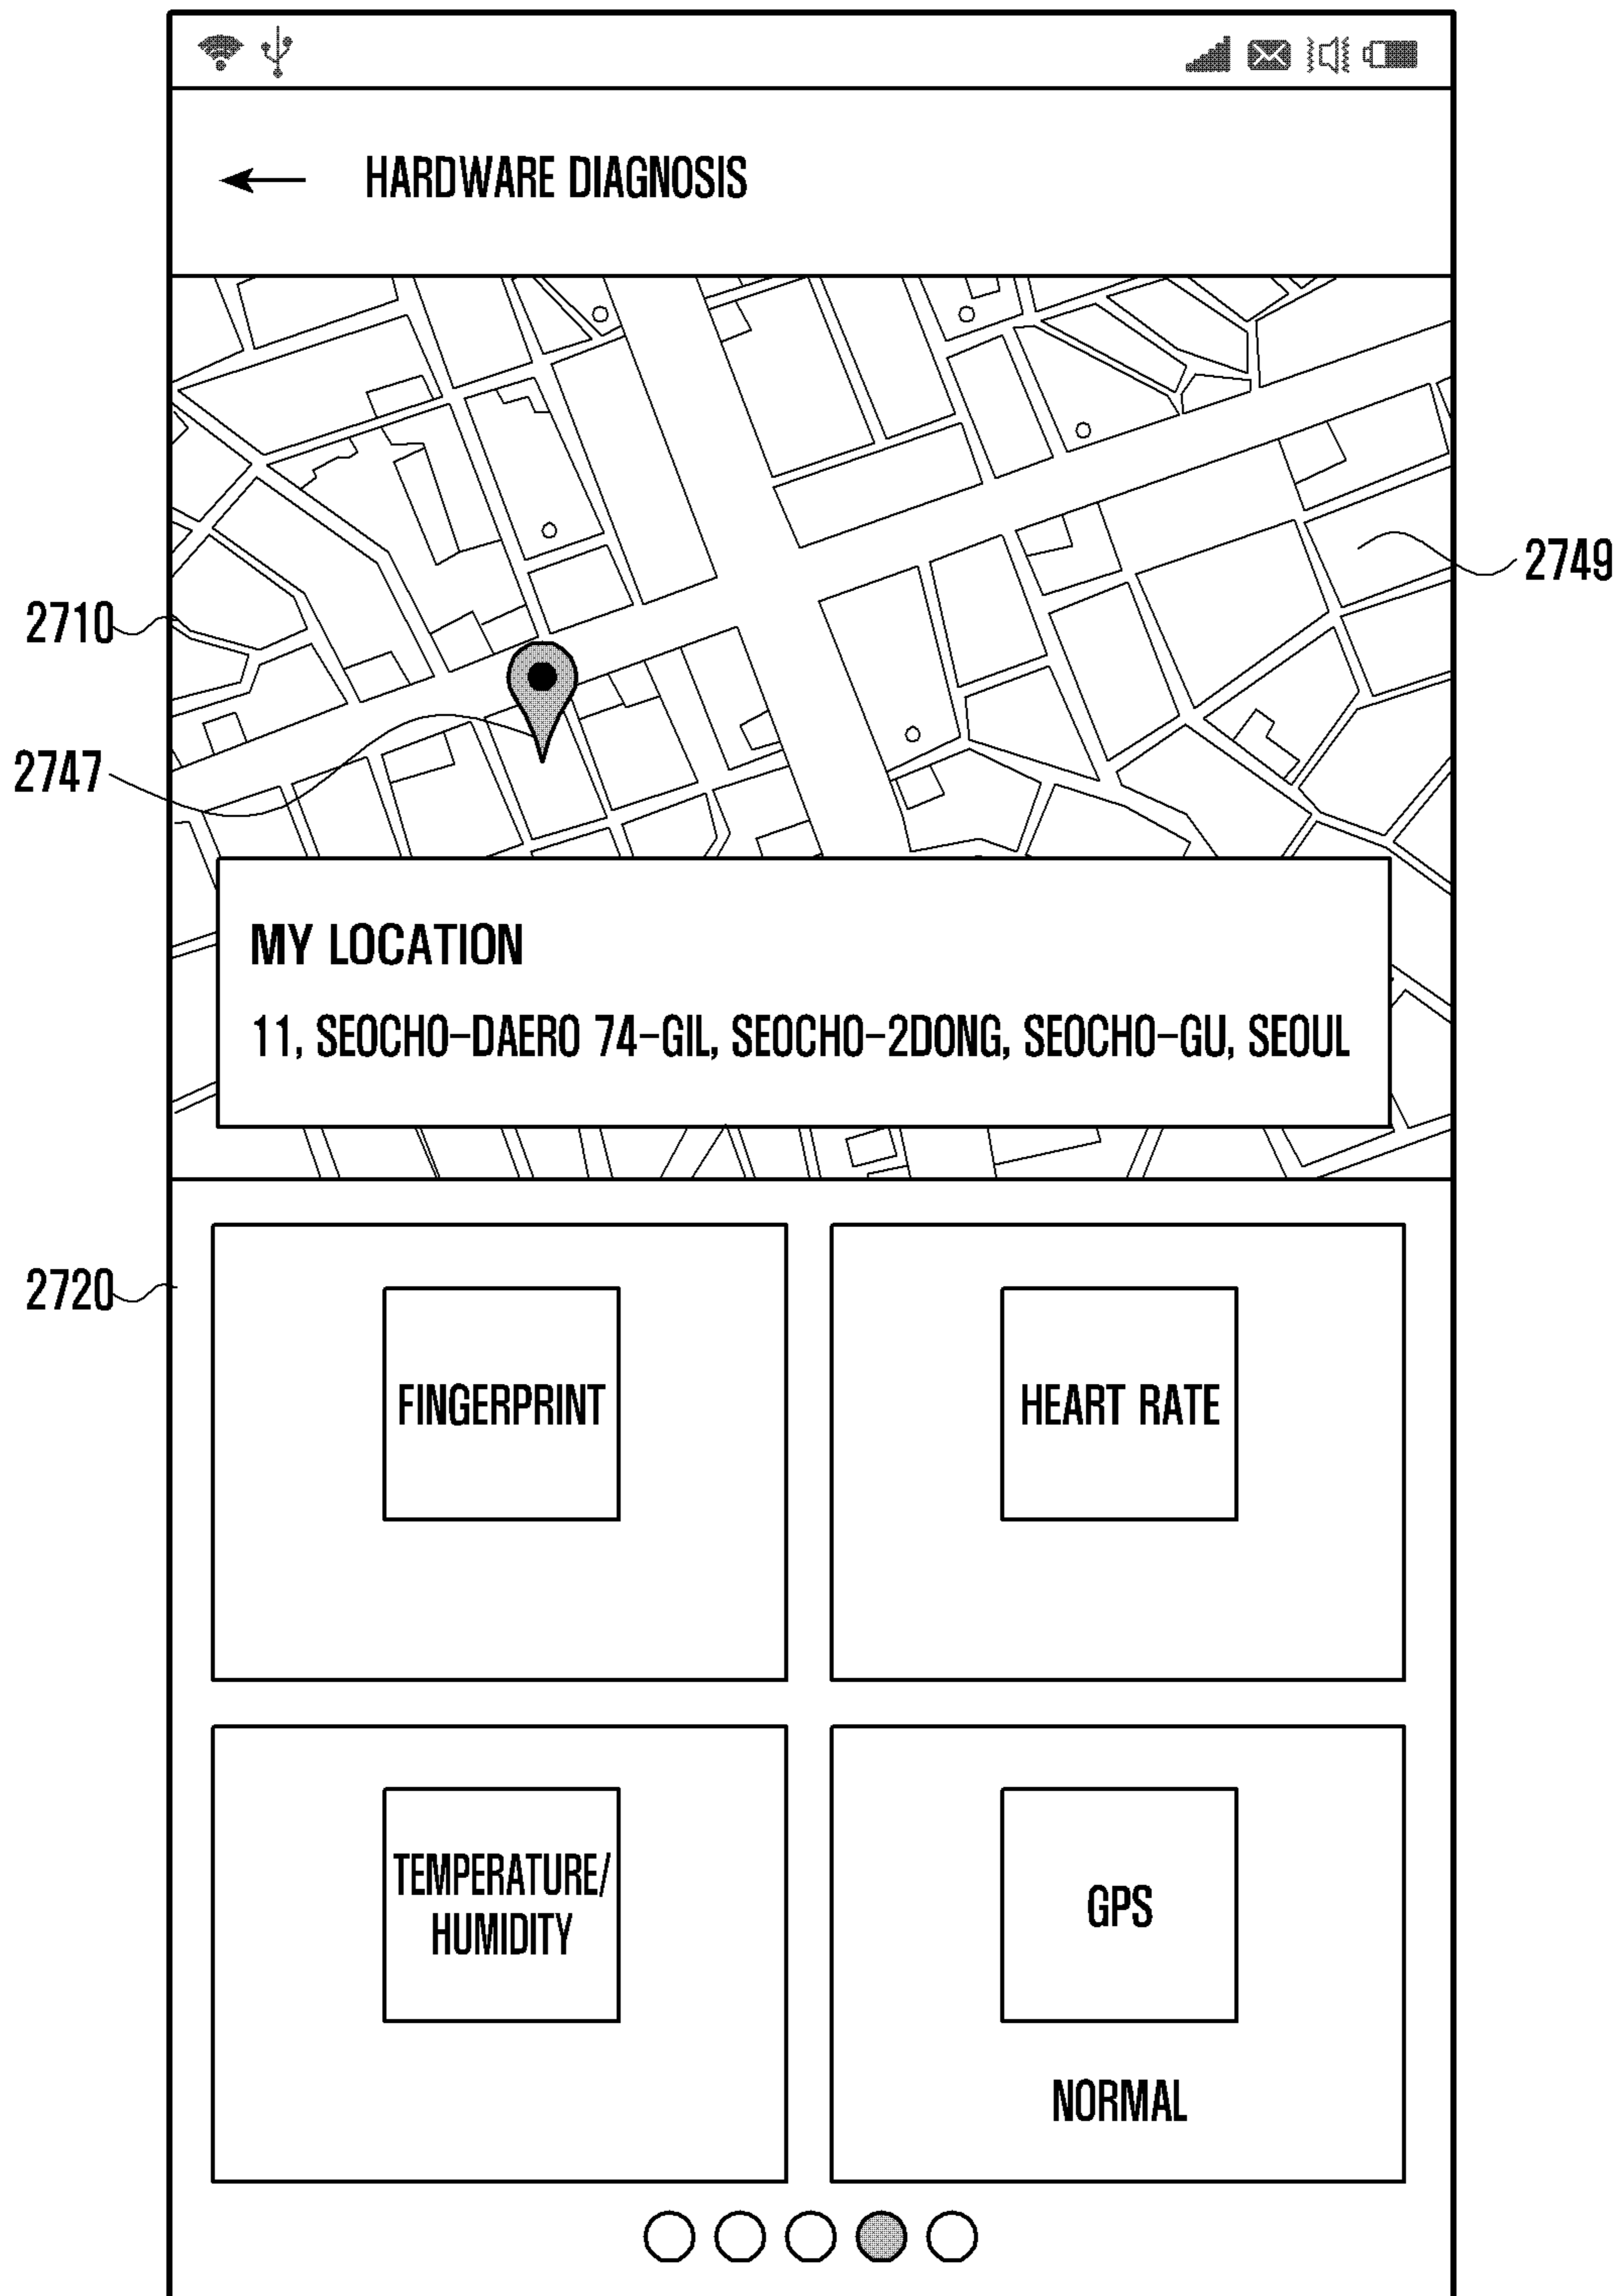 HARDWARE DIAGNOSIS
2749
2710
2747
MY LOCATION
11, SEOCHO-DAERO 74-GIL, SEOCHO-2DONG, SEOCHO-GU, SEOUL
2720
FINGERPRINT
HEART RATE
TEMPERATURE/
HUMIDITY
GPS
NORMAL